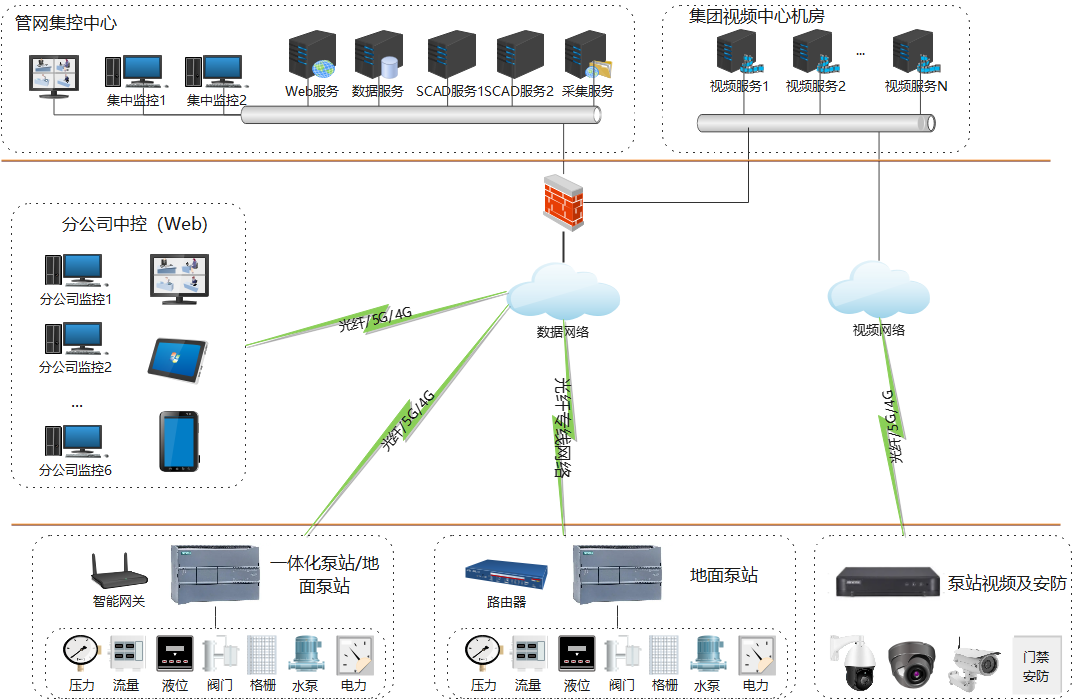 管网集控中心
集中监控1
集中监控2
Web服务
数据服务
SCAD服务1
SCAD服务2
采集服务
集团视频中心机房
视频服务1
视频服务2
...
视频服务N
分公司中控（Web）
分公司监控1
分公司监控2
...
分公司监控6
数据网络
视频网络
光纤/5G/4G
光纤/5G/4G
光纤专线网络
光纤/5G/4G
智能网关
一体化泵站/地
面泵站
压力
流量
液位
阀门
格栅
水泵
电力
路由器
地面泵站
压力
流量
液位
阀门
格栅
水泵
电力
泵站视频及安防
门禁
安防